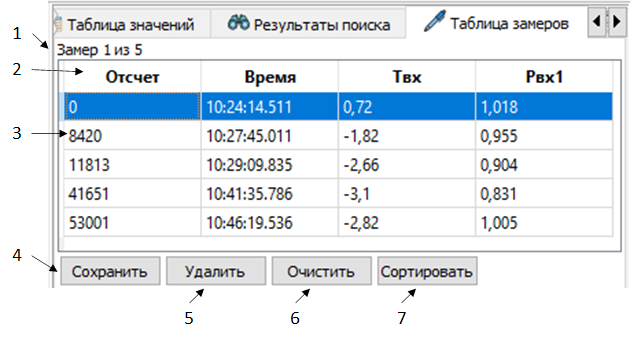 Таблица значений Результаты поиска Таблица замеров
1 Замер 1 из 5
2 Отсчет Время Твх Рвх1
0 10:24:14.511 0,72 1,018
3 8420 10:27:45.011 -1,82 0,955
11813 10:29:09.835 -2,66 0,904
41651 10:41:35.786 -3,1 0,831
53001 10:46:19.536 -2,82 1,005
4 Сохранить Удалить Очистить Сортировать
5 6 7